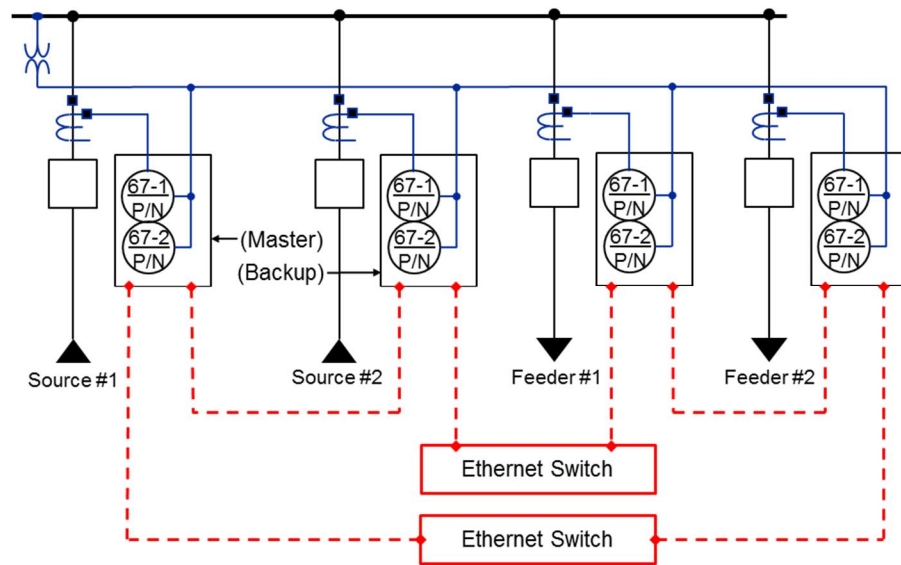 67-1
P/N
67-2
P/N
67-1
P/N
67-2
P/N
67-1
P/N
67-2
P/N
67-1
P/N
67-2
P/N
(Master)
(Backup)
Source #1
Source #2
Feeder #1
Feeder #2
Ethernet Switch
Ethernet Switch